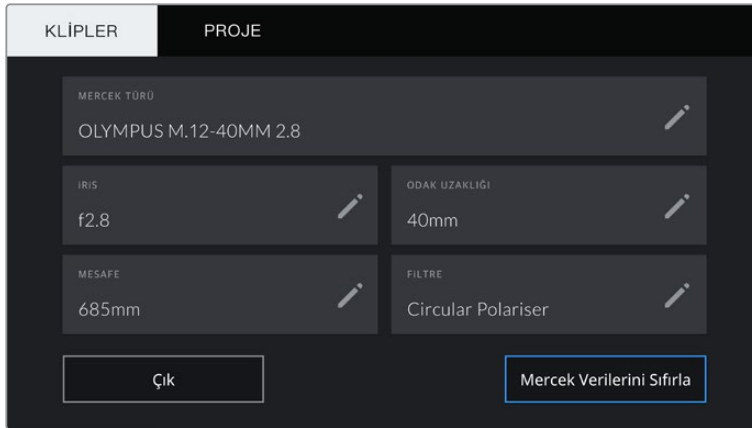 KLİPLER PROJE
MERCEK TÜRÜ
OLYMPUS M.12-40MM 2.8
İRİS ODAK UZAKLIĞI
f2.8 40mm
MESAFE FİLTRE
685mm Circular Polariser
Çık Mercek Verilerini Sıfırla